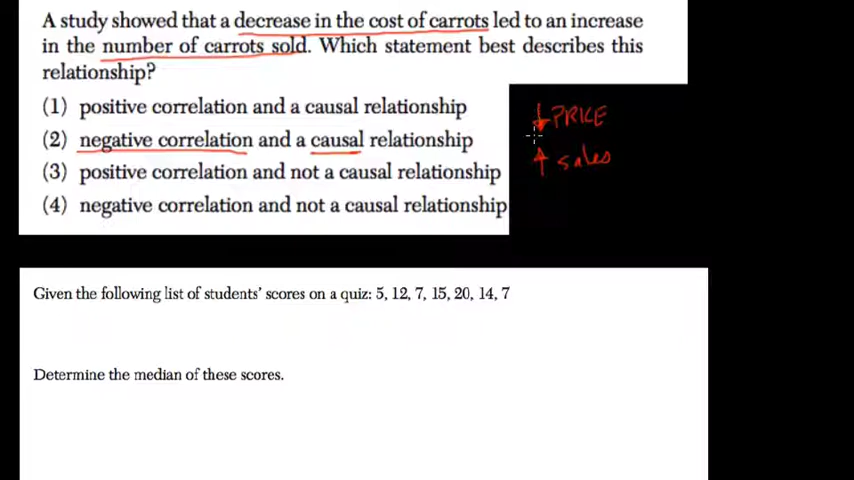 A study showed that a decrease in the cost of carrots led to an increase
in the number of carrots sold. Which statement best describes this
relationship?
(1) positive correlation and a causal relationship
(2) negative correlation and a causal relationship
(3) positive correlation and not a causal relationship
(4) negative correlation and not a causal relationship
↓ PRICE
↑ sales
Given the following list of students' scores on a quiz: 5, 12, 7, 15, 20, 14, 7
Determine the median of these scores.